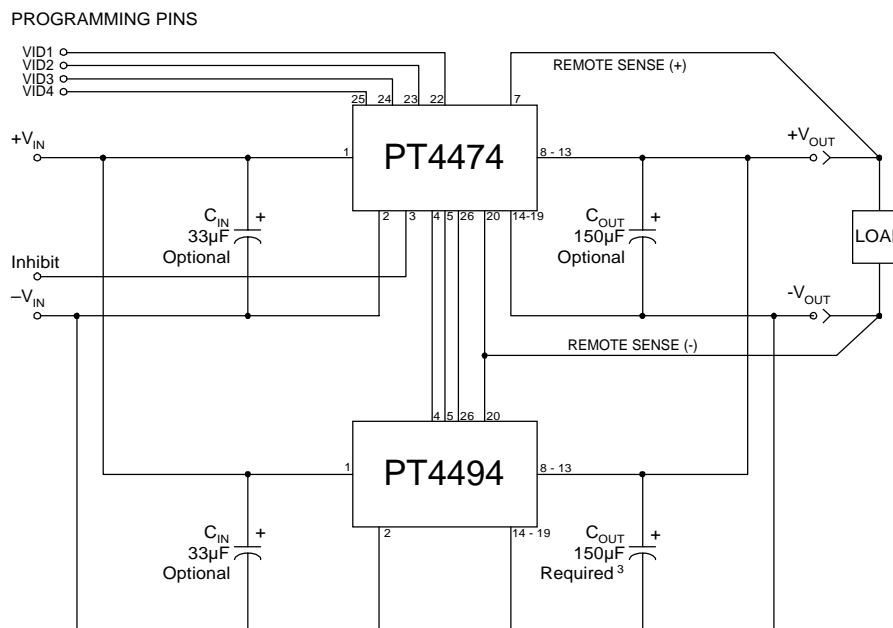 PROGRAMMING PINS
VID1
VID2
VID3
VID4
25
24
23
22
7
REMOTE SENSE (+)
+VIN
1
PT4474
8 - 13
+VOUT
2
3
4
5
26
20
14-19
CIN
+
33µF
Optional
COUT
+
150µF
Optional
LOAD
Inhibit
–VIN
-VOUT
REMOTE SENSE (-)
4
5
26
20
1
PT4494
8 - 13
2
14 - 19
CIN
+
33µF
Optional
COUT
+
150µF
Required 3